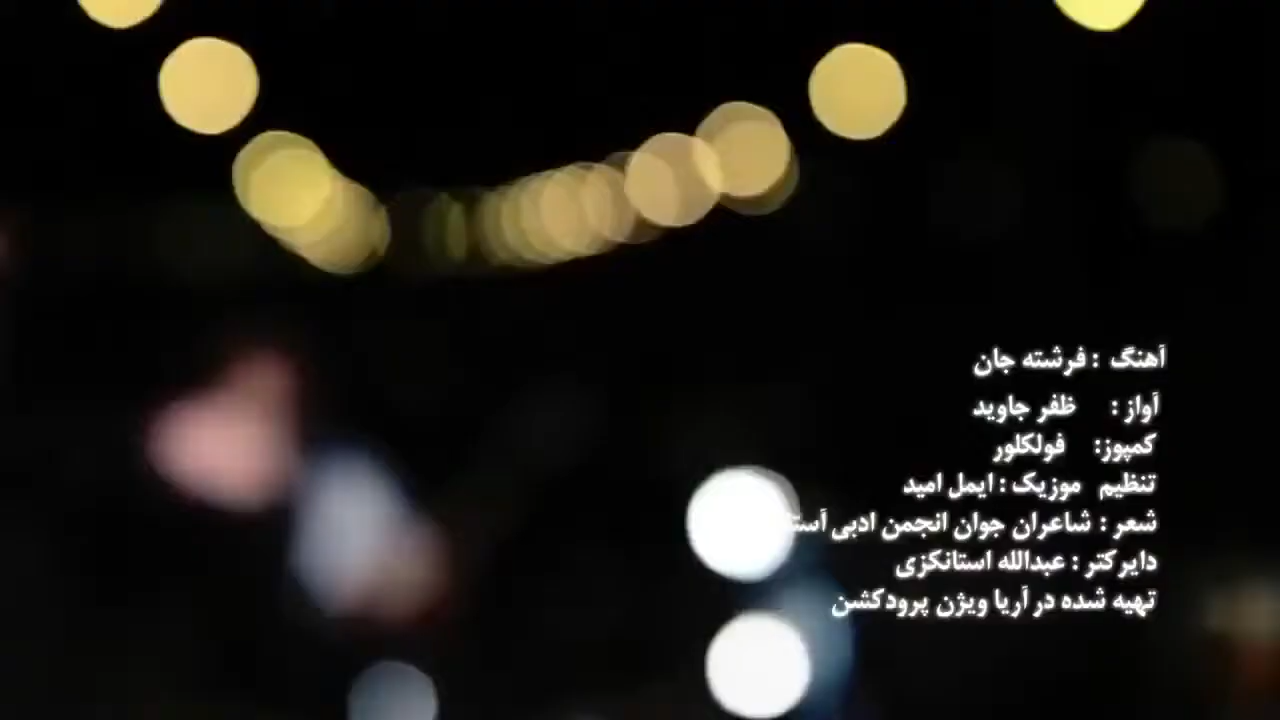 آهنگ : فرشته جان
آواز : ظفر جاوید
کمپوز: فولکلور
تنظیم موزیک : ایمل امید
شعر : شاعران جوان انجمن ادبی
دایرکتر : عبدالله استانکزی
تهیه شده در آریا ویژن پرودکشن